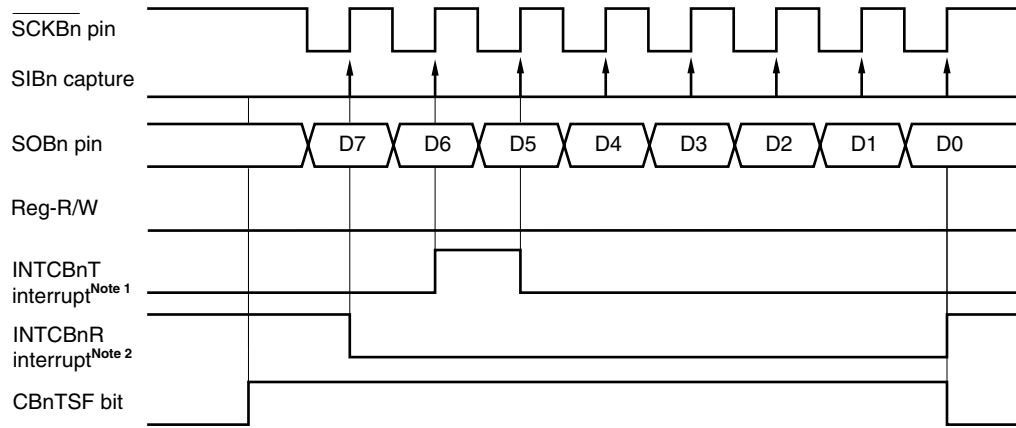 SCKBn pin
SIBn capture
SOBn pin D7 D6 D5 D4 D3 D2 D1 D0
Reg-R/W
INTCBnT
interruptNote 1
INTCBnR
interruptNote 2
CBnTSF bit